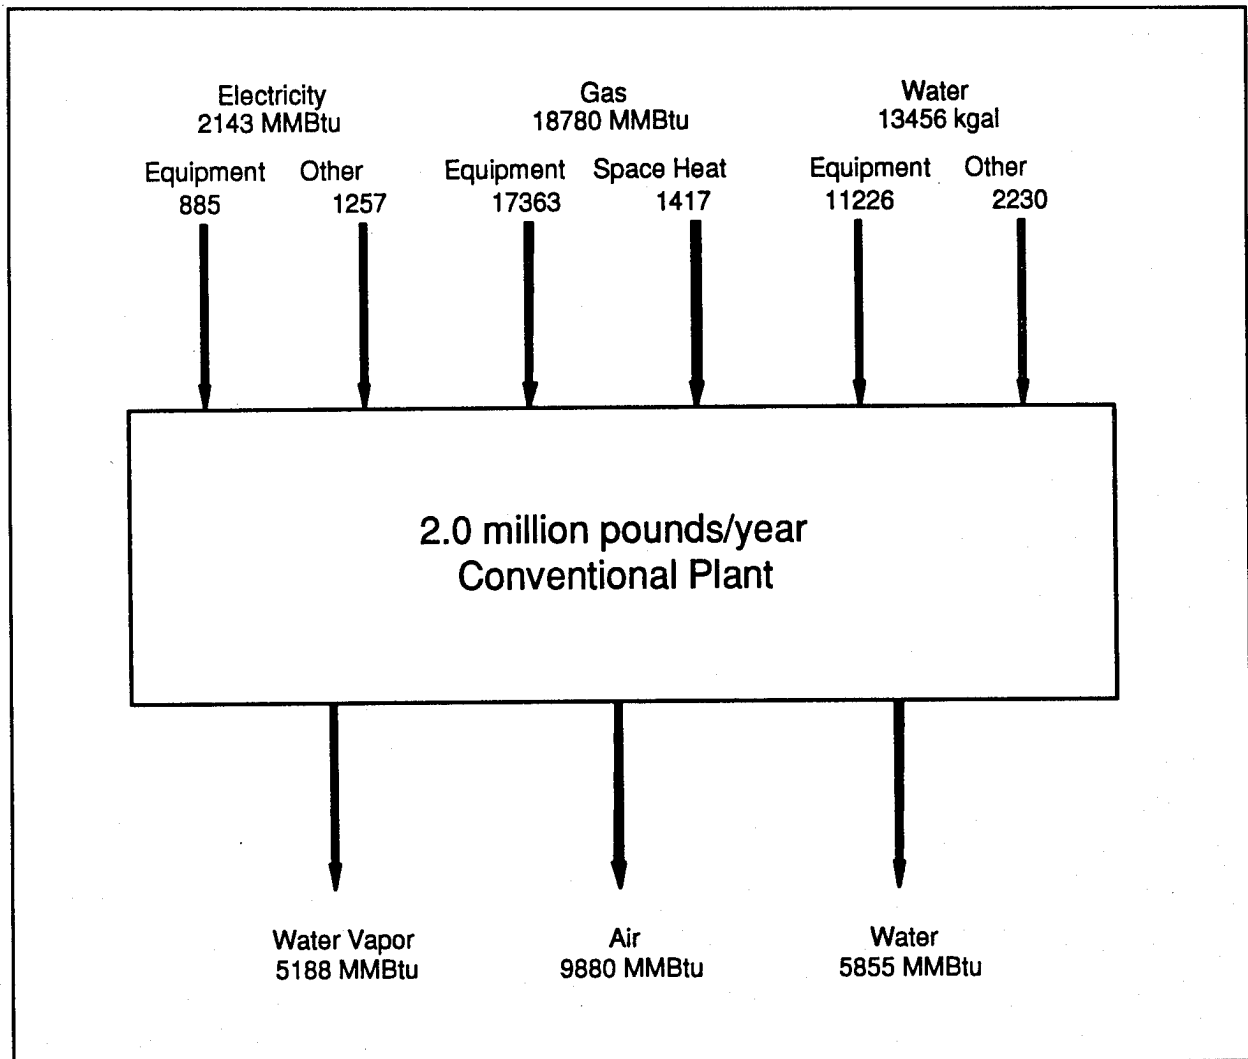 Electricity
2143 MMBtu
Gas
18780 MMBtu
Water
13456 kgal
Equipment
885
Other
1257
Equipment
17363
Space Heat
1417
Equipment
11226
Other
2230
2.0 million pounds/year
Conventional Plant
Water Vapor
5188 MMBtu
Air
9880 MMBtu
Water
5855 MMBtu